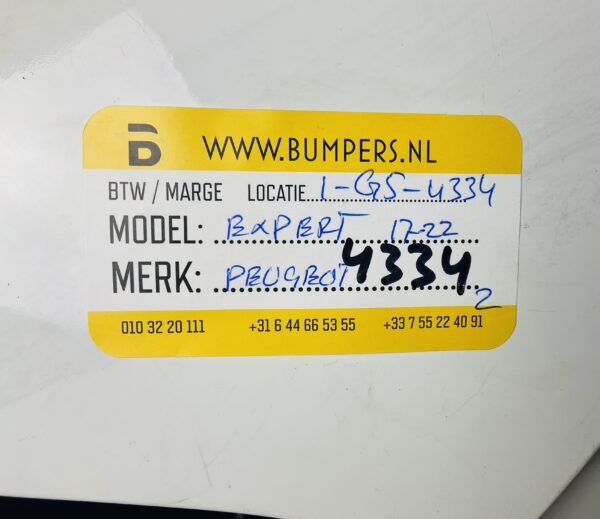 WWW.BUMPERS.NL
BTW / MARGE LOCATIE 1-G5-4334
MODEL: EXPERT 17-22
MERK: PEUGEOT 4334
2
010 32 20 111 +31 6 44 66 53 55 +33 7 55 22 40 91